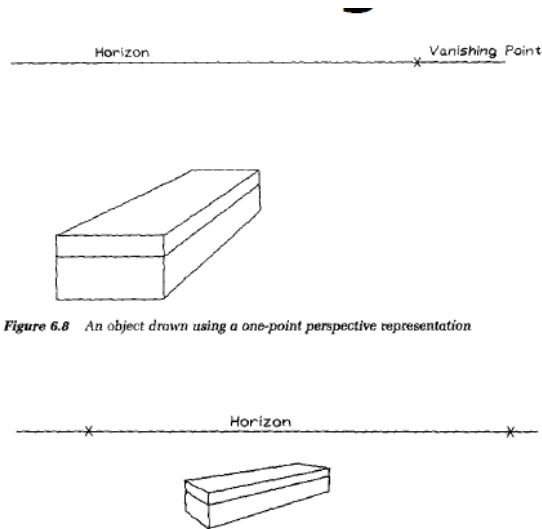 Horizon
Vanishing Point
Figure 6.8 An object drawn using a one-point perspective representation
Horizon